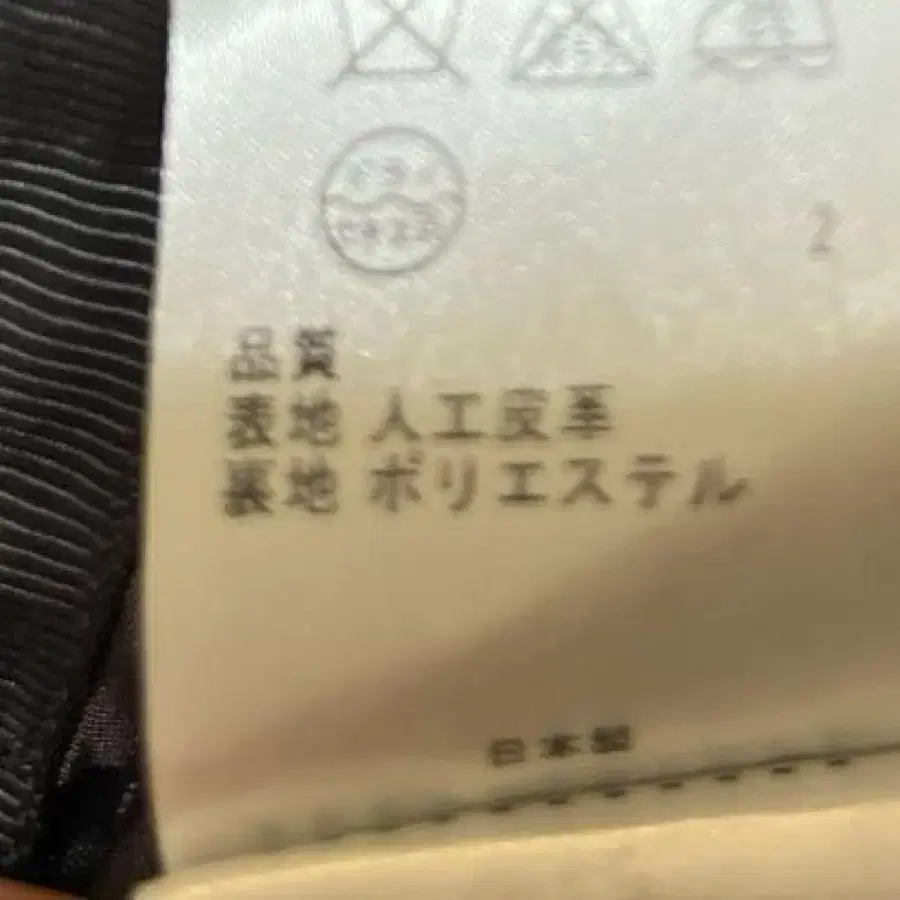 2
品質
表地 人工皮革
裏地 ポリエステル
日本製